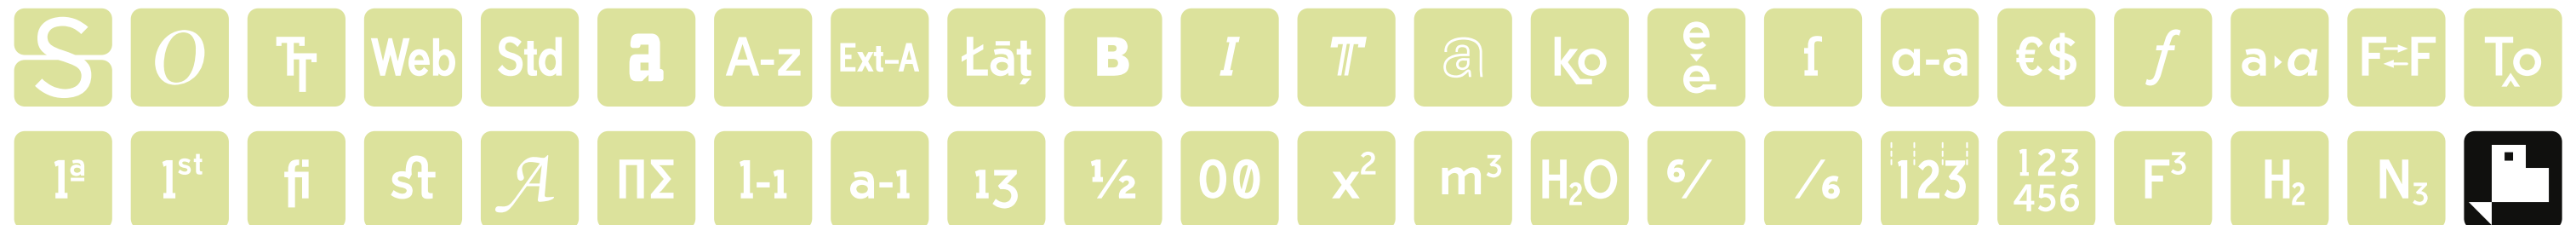 S O TT Web Std a A-z Ext-A Łāţ B I T a ko e ę ſ a-a €$ f a▸a F⇄F To
1ª 1st fi st A ΠΣ 1-1 a-1 13 ½ 00 x² m³ H₂O ⁶/ /₆ 123 123 F³ H₂ N₃
456